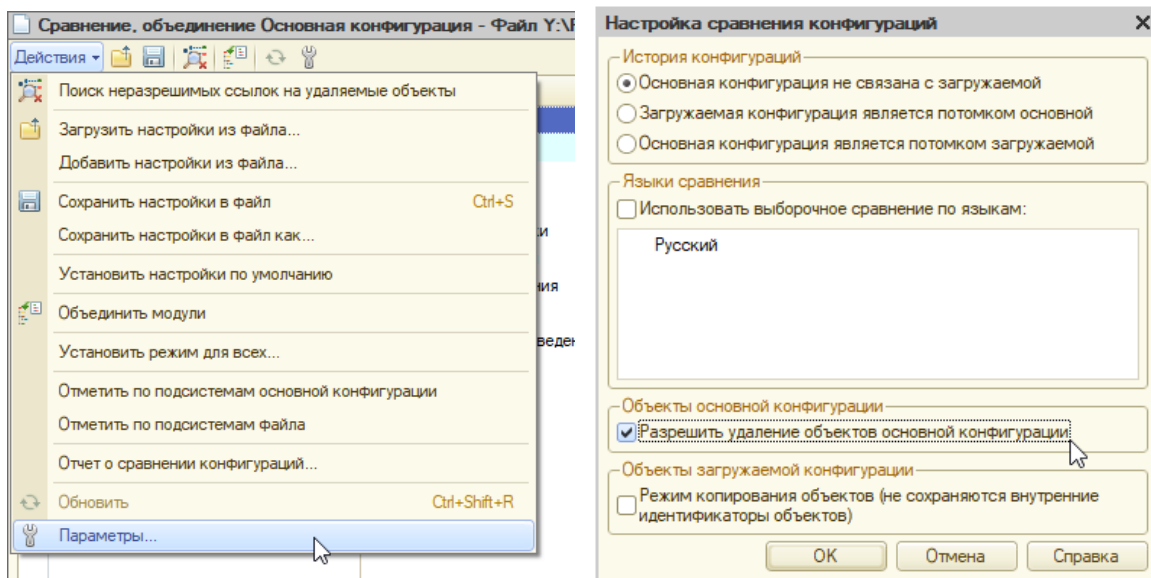 Сравнение, объединение Основная конфигурация - Файл Y:\
Действия
Поиск неразрешимых ссылок на удаляемые объекты
Загрузить настройки из файла...
Добавить настройки из файла...
Сохранить настройки в файл Ctrl+S
Сохранить настройки в файл как...
Установить настройки по умолчанию
Объединить модули
Установить режим для всех...
Отметить по подсистемам основной конфигурации
Отметить по подсистемам файла
Отчет о сравнении конфигураций...
Обновить Ctrl+Shift+R
Параметры...
ки
ния
веден
Настройка сравнения конфигураций
История конфигураций
Основная конфигурация не связана с загружаемой
Загружаемая конфигурация является потомком основной
Основная конфигурация является потомком загружаемой
Языки сравнения
Использовать выборочное сравнение по языкам:
Русский
Объекты основной конфигурации
Разрешить удаление объектов основной конфигурации
Объекты загружаемой конфигурации
Режим копирования объектов (не сохраняются внутренние
идентификаторы объектов)
OK Отмена Справка